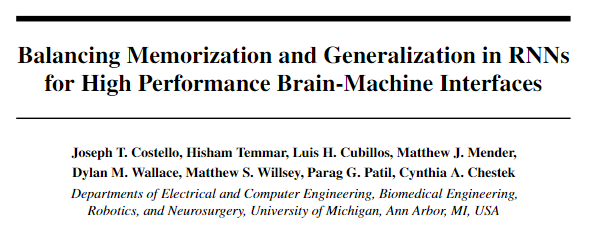 Balancing Memorization and Generalization in RNNs
for High Performance Brain-Machine Interfaces
Joseph T. Costello, Hisham Temmar, Luis H. Cubillos, Matthew J. Mender,
Dylan M. Wallace, Matthew S. Willsey, Parag G. Patil, Cynthia A. Chestek
Departments of Electrical and Computer Engineering, Biomedical Engineering,
Robotics, and Neurosurgery, University of Michigan, Ann Arbor, MI, USA